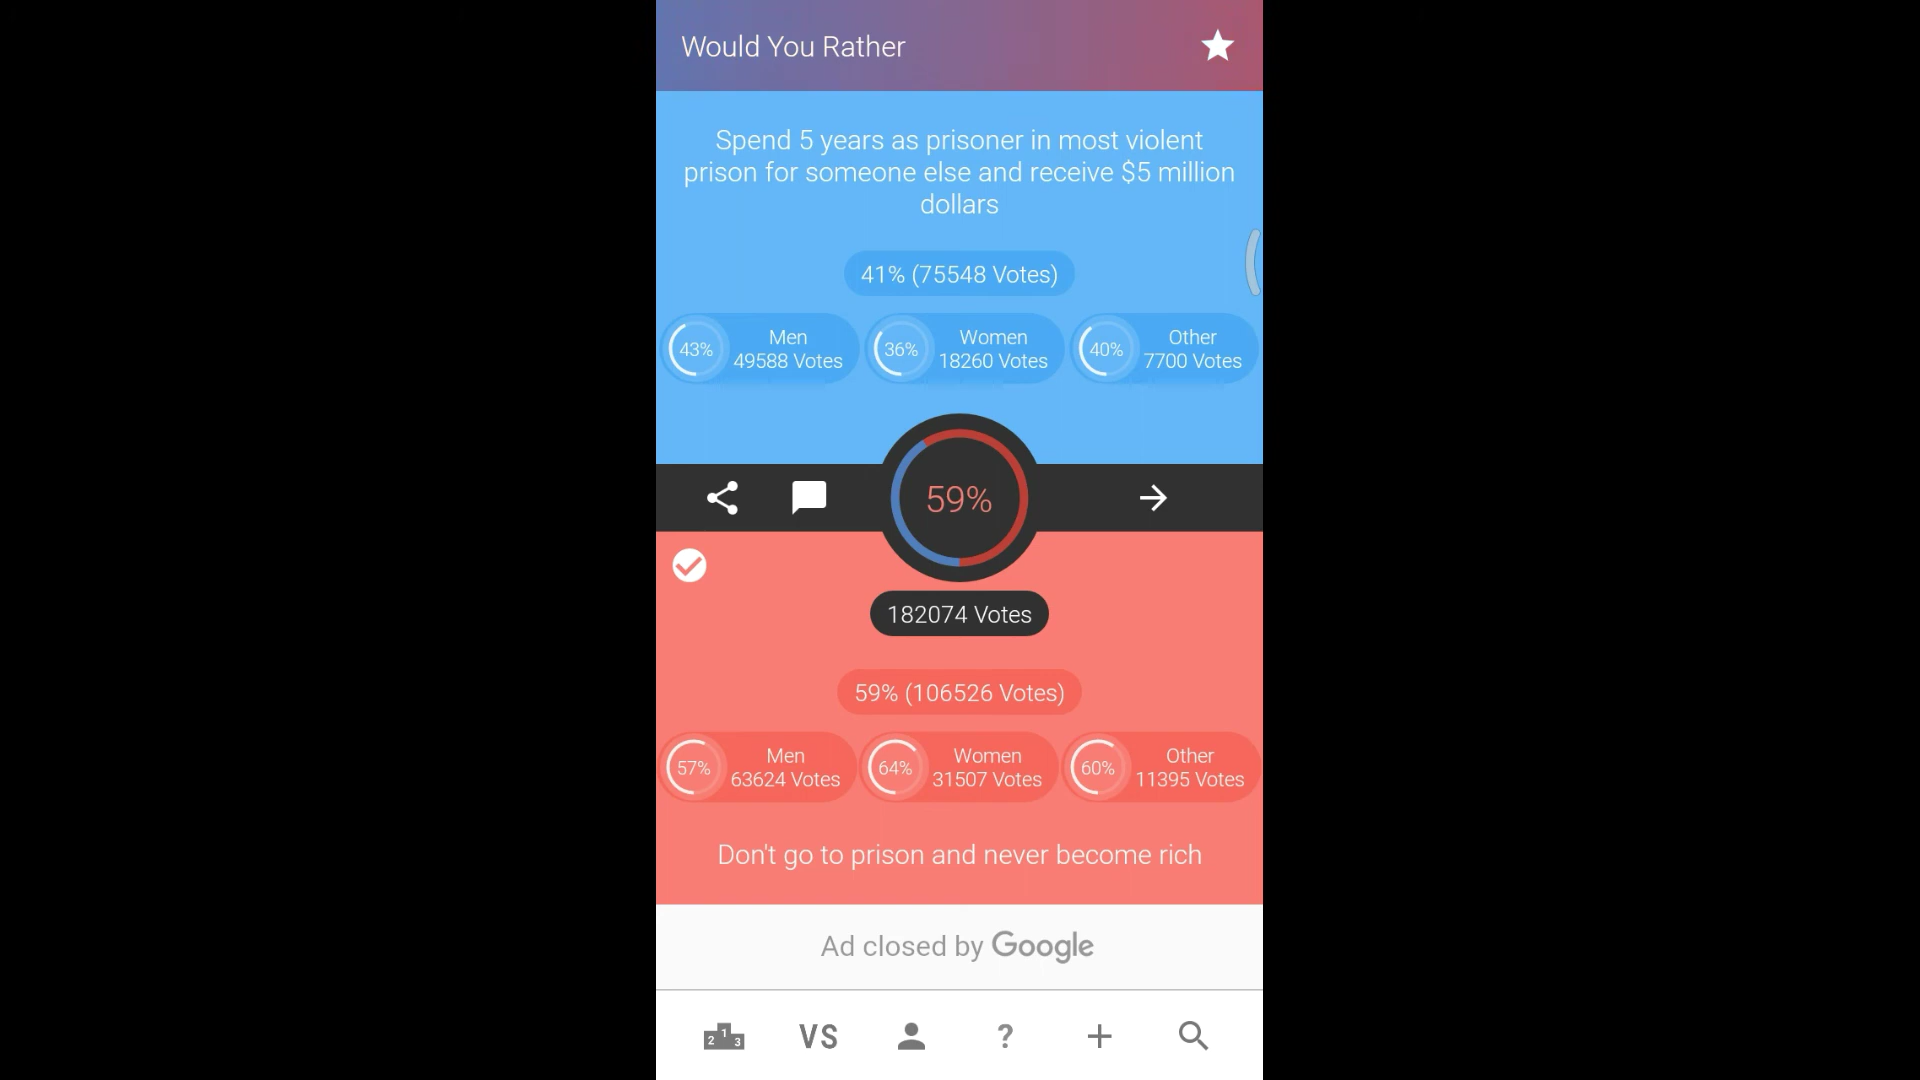 Would You Rather
Spend 5 years as prisoner in most violent
prison for someone else and receive $5 million
dollars
41% (75548 Votes)
43%
Men
49588 Votes
36%
Women
18260 Votes
40%
Other
7700 Votes
59%
182074 Votes
59% (106526 Votes)
57%
Men
63624 Votes
64%
Women
31507 Votes
60%
Other
11395 Votes
Don't go to prison and never become rich
Ad closed by Google
2 1 3
VS
?